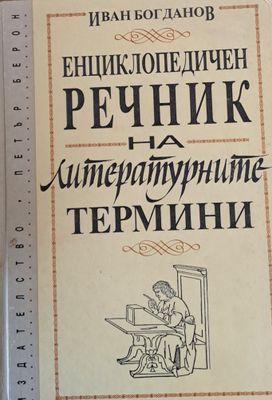 ИВАН БОГДАНОВ
ЕНЦИКЛОПЕДИЧЕН
РЕЧНИК
НА
литературните
ТЕРМИНИ
ИЗДАТЕЛСТВО · ПЕТЪР БЕРОН